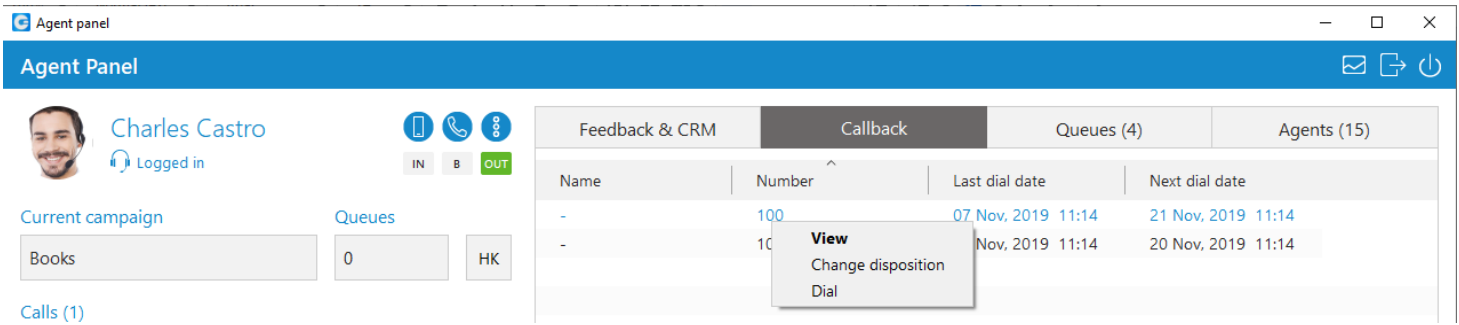 Agent panel
Agent Panel
Charles Castro
Logged in
IN B OUT
Current campaign Queues
Books 0 HK
Calls (1)
Feedback & CRM Callback Queues (4) Agents (15)
Name Number Last dial date Next dial date
- 100 07 Nov, 2019 11:14 21 Nov, 2019 11:14
- Nov, 2019 11:14 20 Nov, 2019 11:14
View
Change disposition
Dial